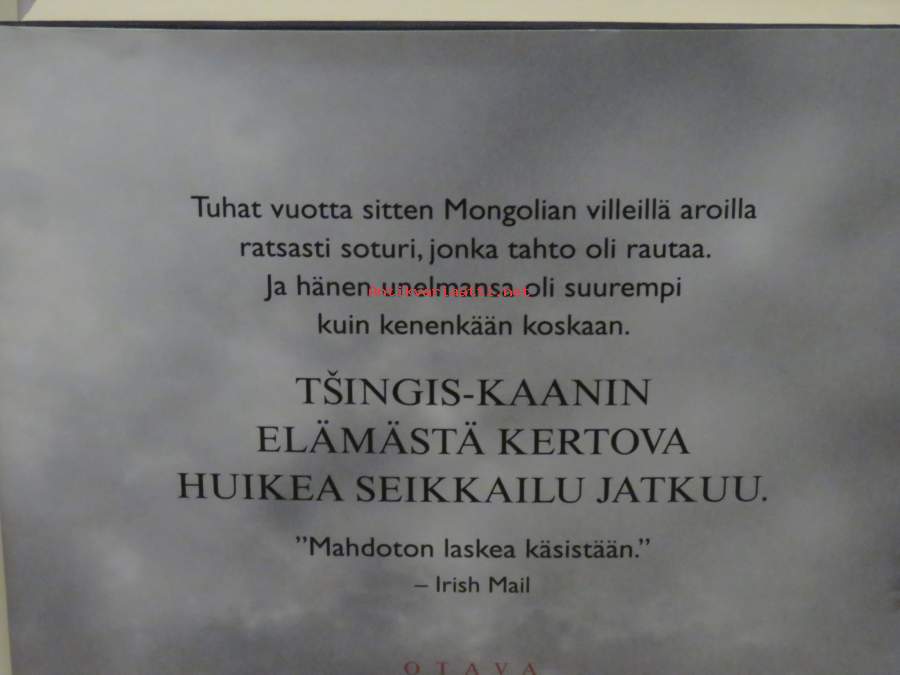 Tuhat vuotta sitten Mongolian villeillä aroilla
ratsasti soturi, jonka tahto oli rautaa.
Ja hänen unelmansa oli suurempi
kuin kenenkään koskaan.
TŠINGIS-KAANIN
ELÄMÄSTÄ KERTOVA
HUIKEA SEIKKAILU JATKUU.
”Mahdoton laskea käsistään.”
– Irish Mail
OTAVA